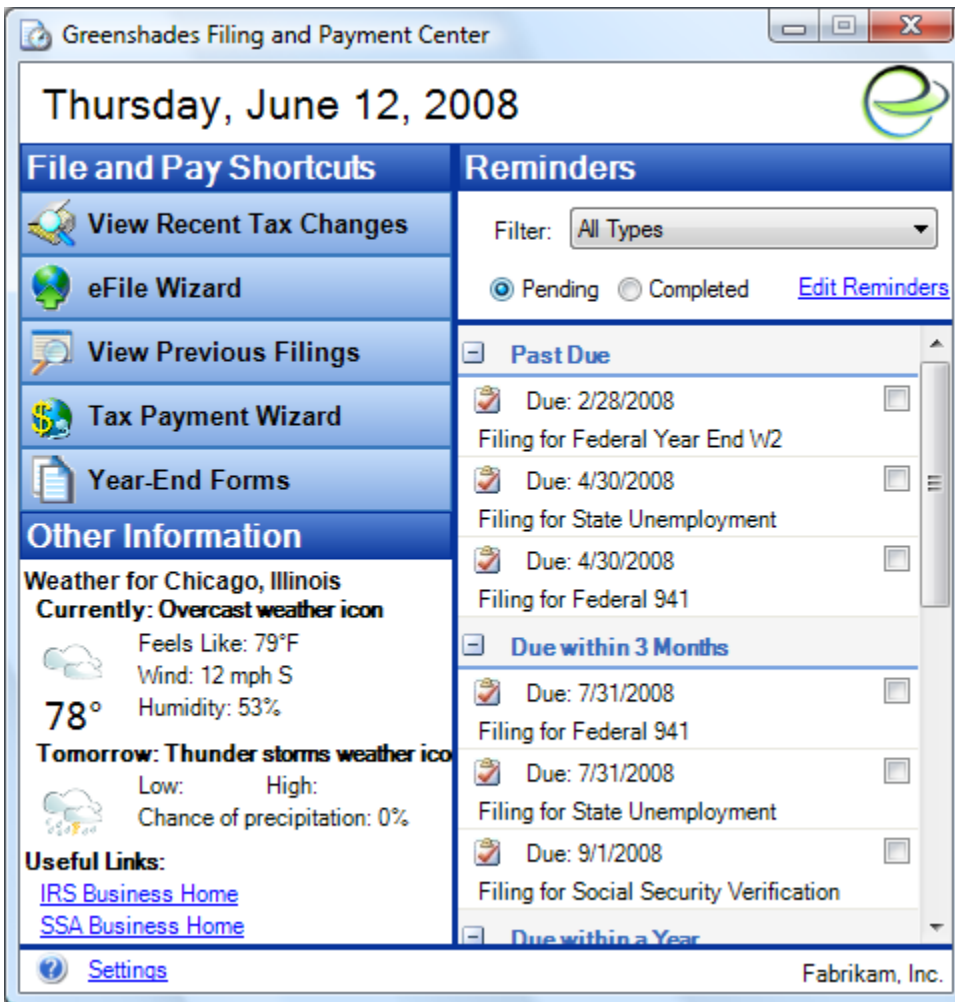 Greenshades Filing and Payment Center
Thursday, June 12, 2008
File and Pay Shortcuts
View Recent Tax Changes
eFile Wizard
View Previous Filings
Tax Payment Wizard
Year-End Forms
Other Information
Weather for Chicago, Illinois
Currently: Overcast weather icon
Feels Like: 79°F
Wind: 12 mph S
78° Humidity: 53%
Tomorrow: Thunder storms weather ico
Low: High:
Chance of precipitation: 0%
Useful Links:
IRS Business Home
SSA Business Home
Reminders
Filter: All Types
Pending Completed Edit Reminders
Past Due
Due: 2/28/2008
Filing for Federal Year End W2
Due: 4/30/2008
Filing for State Unemployment
Due: 4/30/2008
Filing for Federal 941
Due within 3 Months
Due: 7/31/2008
Filing for Federal 941
Due: 7/31/2008
Filing for State Unemployment
Due: 9/1/2008
Filing for Social Security Verification
Due within a Year
Settings
Fabrikam, Inc.